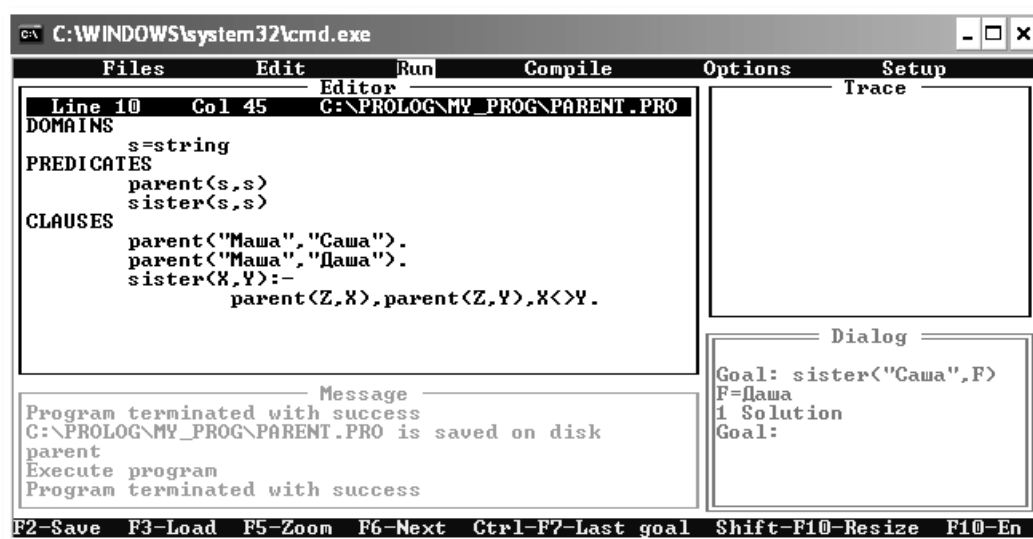 C:\WINDOWS\system32\cmd.exe
Files Edit Run Compile Options Setup
Editor
Line 10 Col 45 C:\PROLOG\MY_PROG\PARENT.PRO
DOMAINS
s=string
PREDICATES
parent(s,s)
sister(s,s)
CLAUSES
parent("Маша","Саша").
parent("Маша","Даша").
sister(X,Y):-
parent(Z,X),parent(Z,Y),X<>Y.
Trace
Message
Program terminated with success
C:\PROLOG\MY_PROG\PARENT.PRO is saved on disk
parent
Execute program
Program terminated with success
Dialog
Goal: sister("Саша",F)
F=Даша
1 Solution
Goal:
F2-Save F3-Load F5-Zoom F6-Next Ctrl-F7-Last goal Shift-F10-Resize F10-En